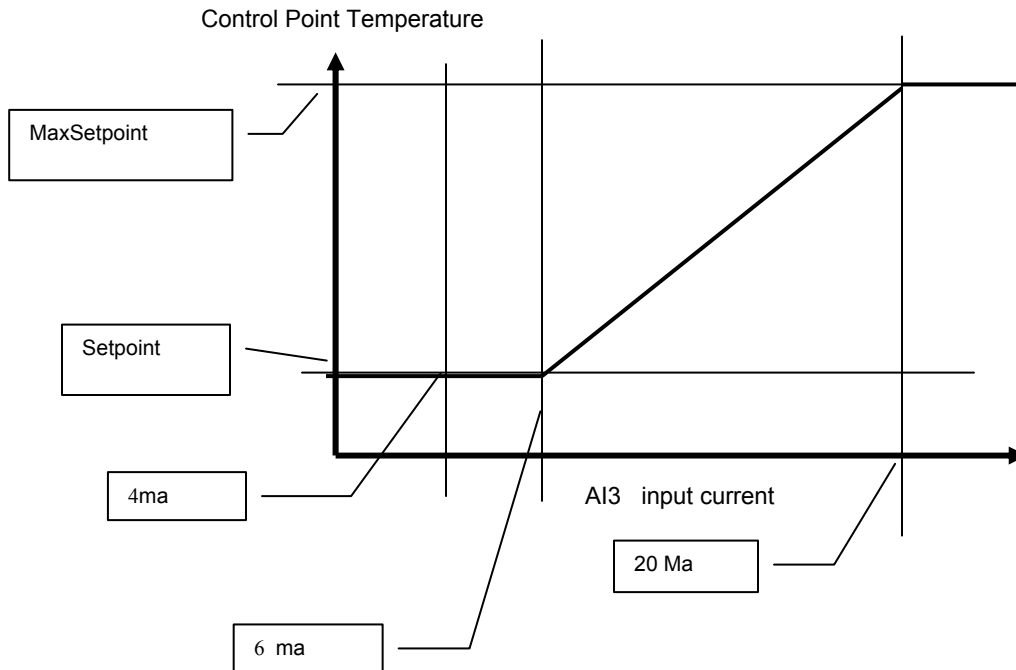 Control Point Temperature
MaxSetpoint
Setpoint
4ma
AI3 input current
20 Ma
6 ma